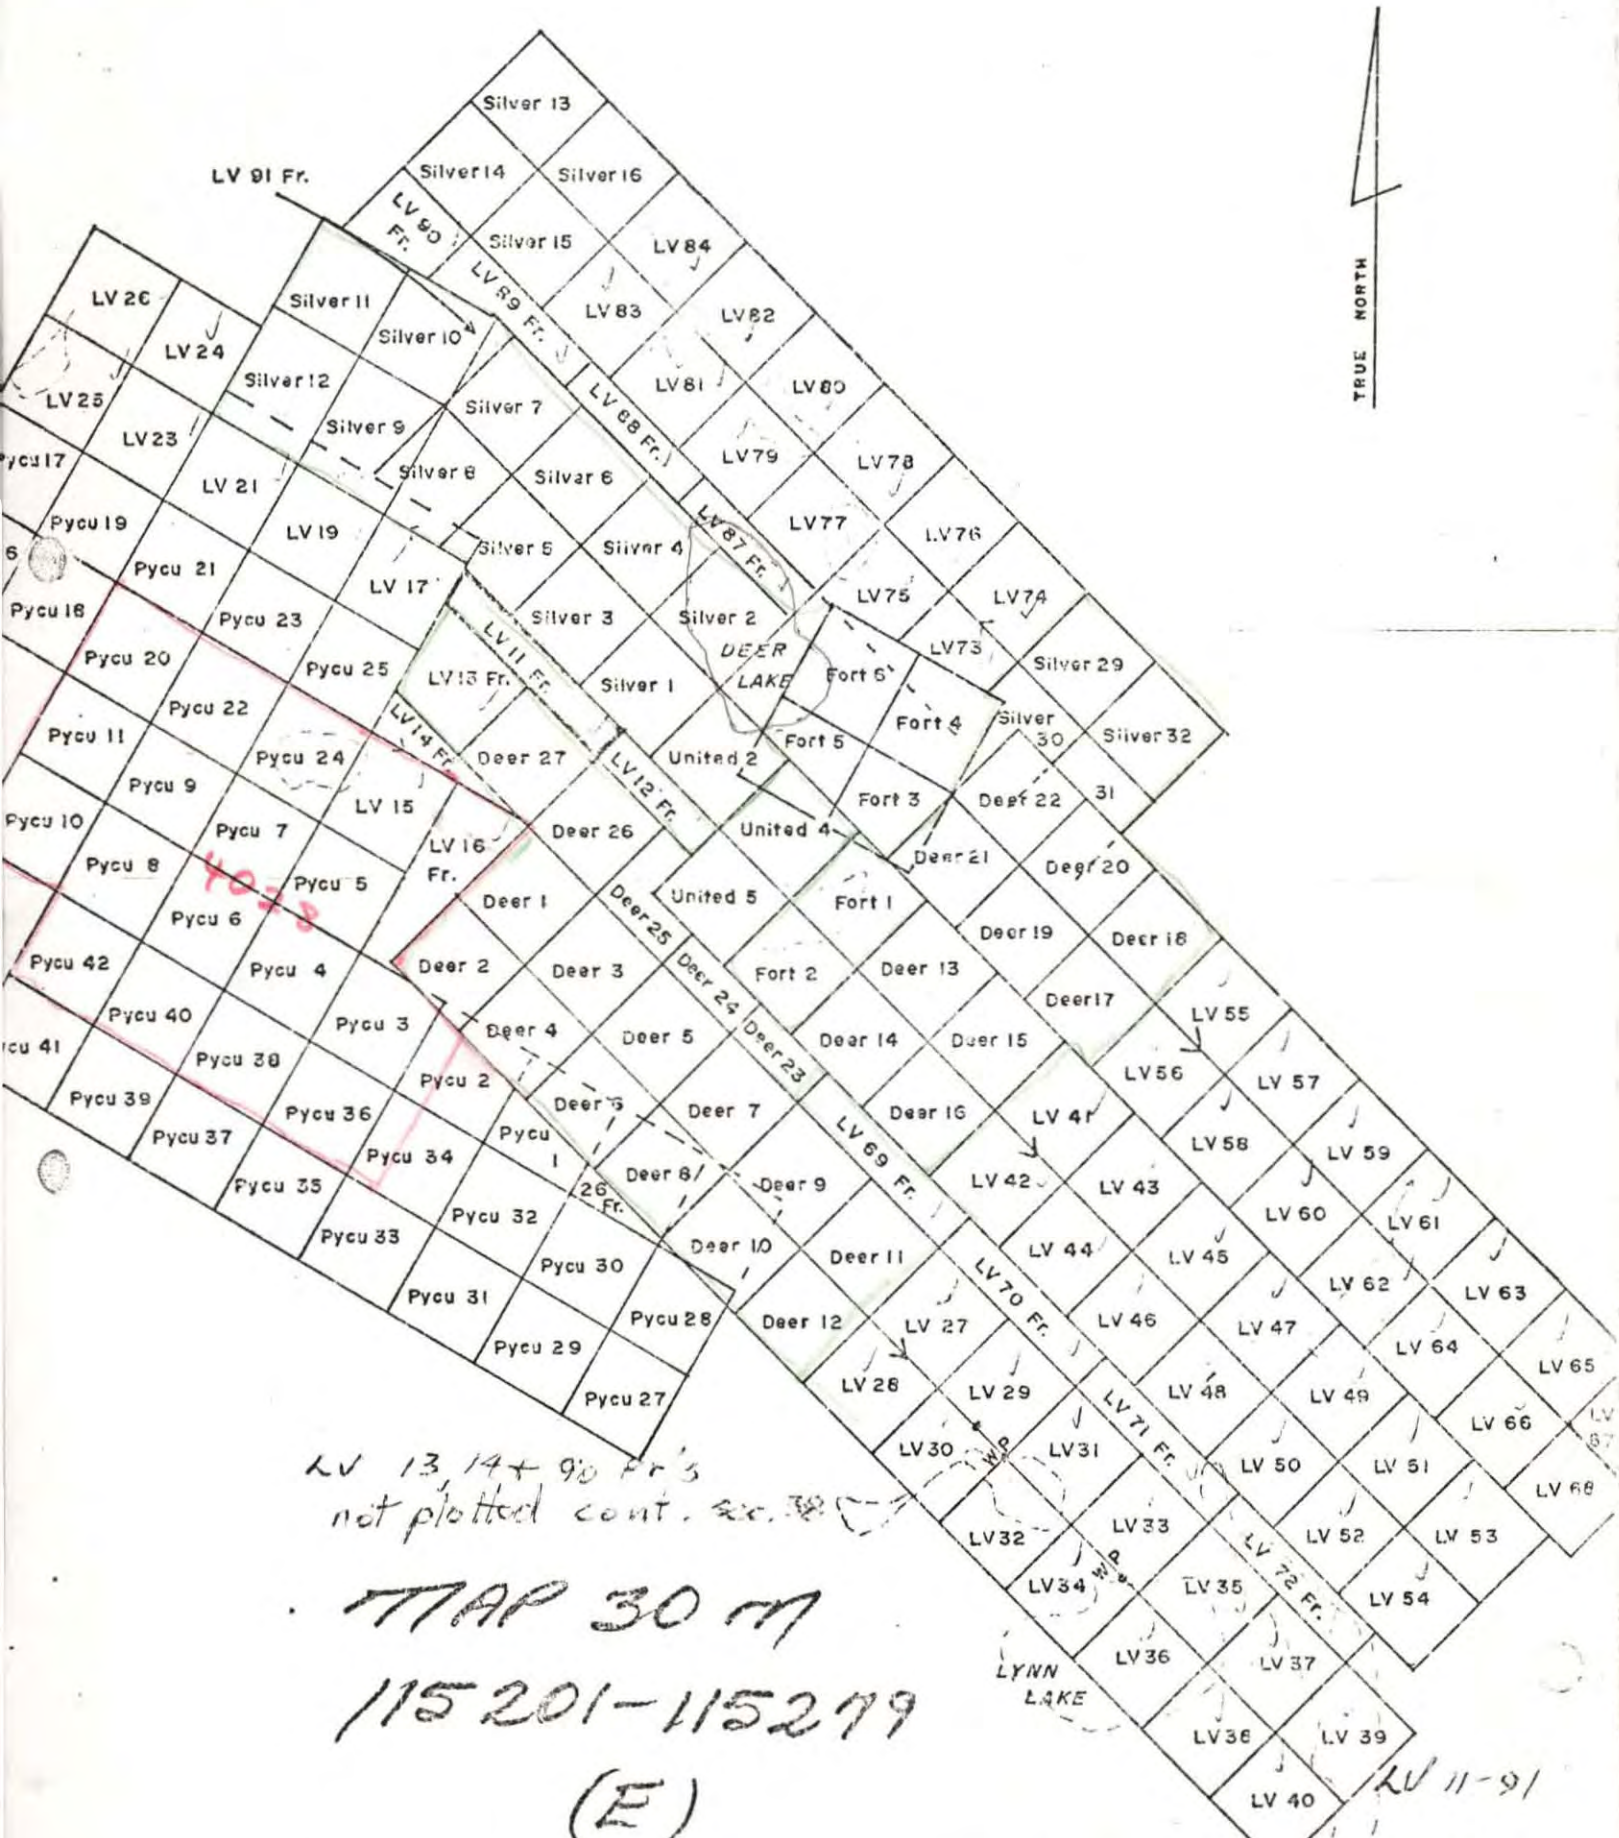 Silver 13
Silver 14
Silver 16
LV 91 Fr.
LV 90
Fr.
Silver 15
LV 84
LV 89 Fr.
LV 26
Silver 11
LV 83
LV 82
TRUE NORTH
Silver 10
LV 24
Silver 12
LV 81
LV 80
LV 25
Silver 7
LV 88 Fr.
LV 23
Silver 9
LV 79
LV 78
ycu 17
Silver 8
Silver 6
LV 21
Pycu 19
LV 19
LV 87 Fr.
LV 77
LV 76
6
Silver 5
Silver 4
Pycu 21
LV 17
LV 75
LV 74
Pycu 18
Pycu 23
Silver 3
Silver 2
LV 11 Fr.
DEER
LAKE
LV 73
Pycu 20
Pycu 25
LV 13 Fr.
Silver 1
Fort 6
Silver 29
Pycu 22
LV 14 Fr.
Fort 4
Silver
30
Pycu 11
Pycu 24
Deer 27
United 2
Fort 5
Silver 32
LV 12 Fr.
Pycu 9
LV 15
Fort 3
Deer 22
31
Pycu 10
Pycu 7
LV 16
Fr.
Deer 26
United 4
Deer 21
Deer 20
Pycu 8
4028
Pycu 5
Deer 1
United 5
Fort 1
Pycu 6
Deer 25
Deer 19
Deer 18
Pycu 42
Pycu 4
Deer 2
Deer 3
Deer 24
Fort 2
Deer 13
Deer 17
Pycu 40
Pycu 3
Deer 4
Deer 5
Deer 23
Deer 14
Deer 15
LV 55
ycu 41
Pycu 38
Pycu 2
LV 56
LV 57
Pycu 39
Pycu 36
Deer 6
Deer 7
Deer 16
LV 41
Pycu 37
Pycu 34
Pycu
1
LV 69 Fr.
LV 58
LV 59
Pycu 35
26
Fr.
Deer 8
Deer 9
LV 42
LV 43
Pycu 32
LV 60
LV 61
Pycu 33
Deer 10
Deer 11
LV 44
LV 45
Pycu 30
LV 70 Fr.
LV 62
LV 63
Pycu 31
Pycu 28
Deer 12
LV 27
LV 46
LV 47
Pycu 29
LV 64
LV 65
LV 28
LV 29
LV 48
LV 49
Pycu 27
LV 71 Fr.
LV 66
LV
67
LV 30
W.P.
LV 31
LV 50
LV 51
LV 68
LV 13, 14 + 90 Fr's
not plotted cont. sec. 38
LV 32
LV 33
LV 52
LV 53
LV 34
W.P.
LV 35
LV 72 Fr.
LV 54
MAP 30 M
LV 36
LV 37
LYNN
LAKE
115201-115279
LV 38
LV 39
LV 11-91
(E)
LV 40